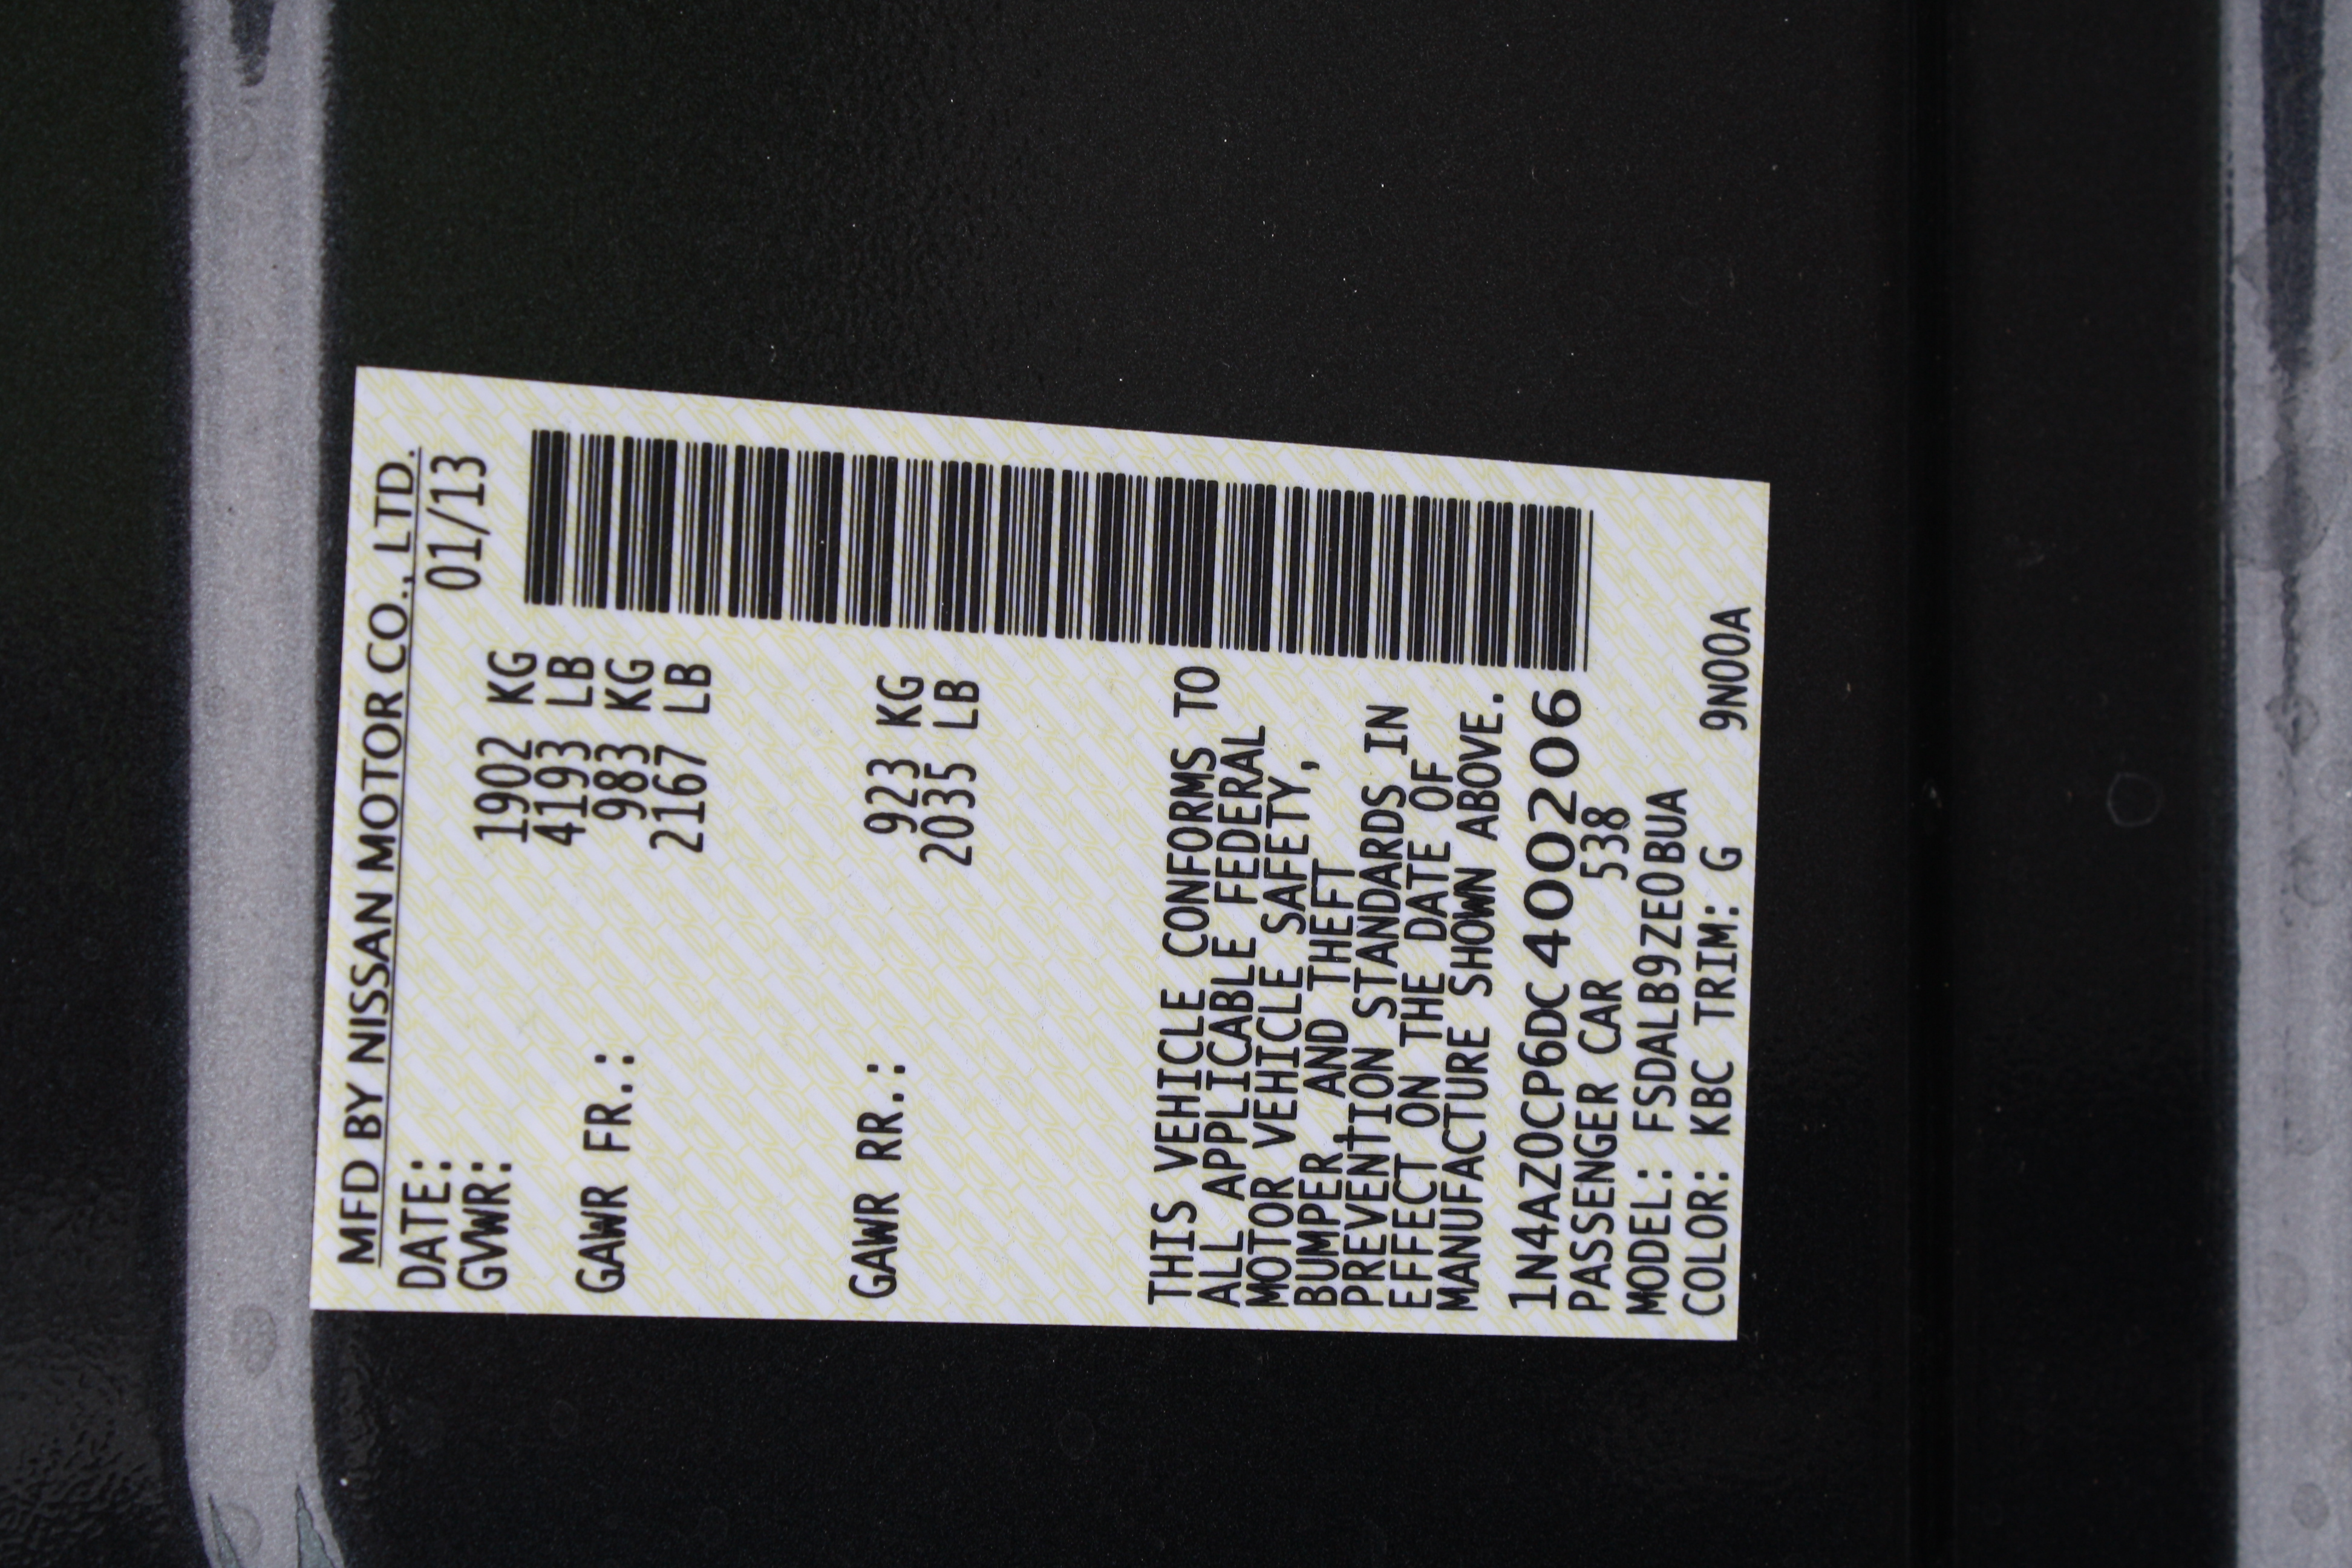 MFD BY NISSAN MOTOR CO., LTD.
DATE: 01/13
GVWR: 1902 KG
4193 LB
GAWR FR.: 983 KG
2167 LB
GAWR RR.: 923 KG
2035 LB
THIS VEHICLE CONFORMS TO
ALL APPLICABLE FEDERAL
MOTOR VEHICLE SAFETY,
BUMPER, AND THEFT
PREVENTION STANDARDS IN
EFFECT ON THE DATE OF
MANUFACTURE SHOWN ABOVE.
1N4AZ0CP6DC400206
PASSENGER CAR 538
MODEL: FSDALB9ZE0BUA
COLOR: KBC TRIM: G 9N00A